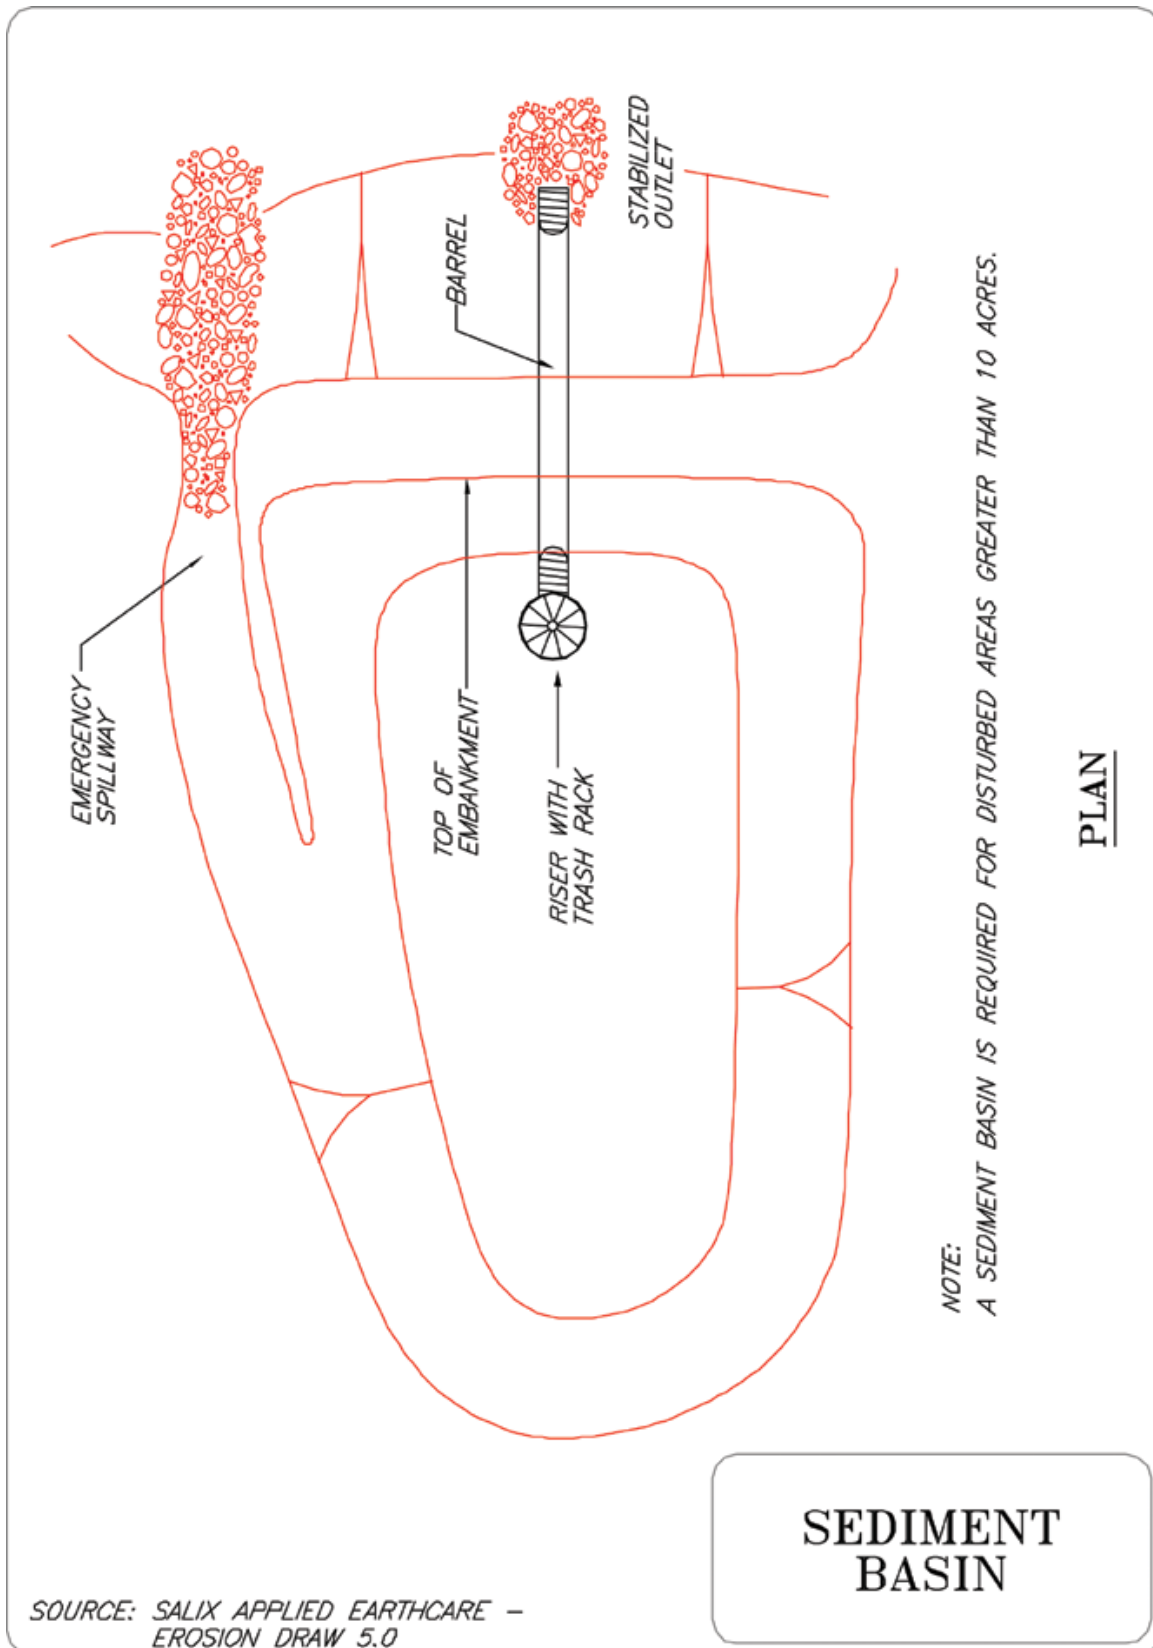 EMERGENCY
SPILLWAY
BARREL
STABILIZED
OUTLET
TOP OF
EMBANKMENT
RISER WITH
TRASH RACK
NOTE:
A SEDIMENT BASIN IS REQUIRED FOR DISTURBED AREAS GREATER THAN 10 ACRES.
PLAN
SEDIMENT
BASIN
SOURCE: SALIX APPLIED EARTHCARE –
EROSION DRAW 5.0